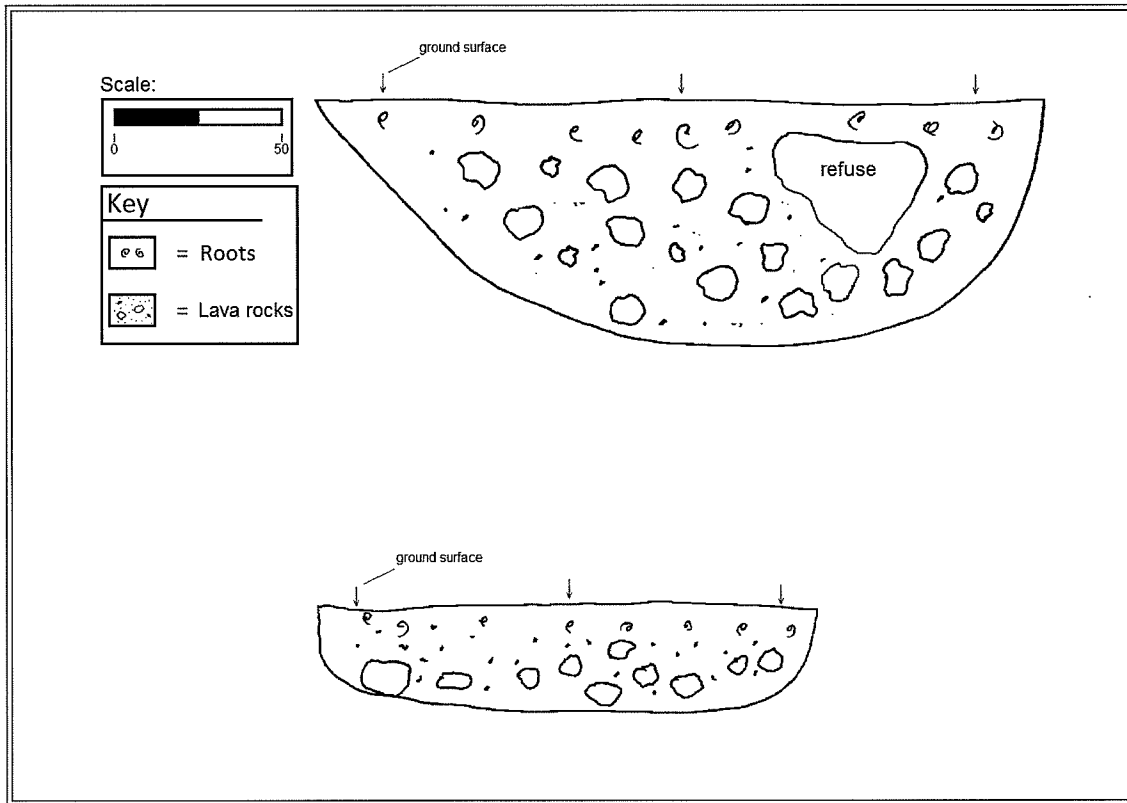 ground surface
Scale:
0 50
Key
= Roots
= Lava rocks
refuse
ground surface